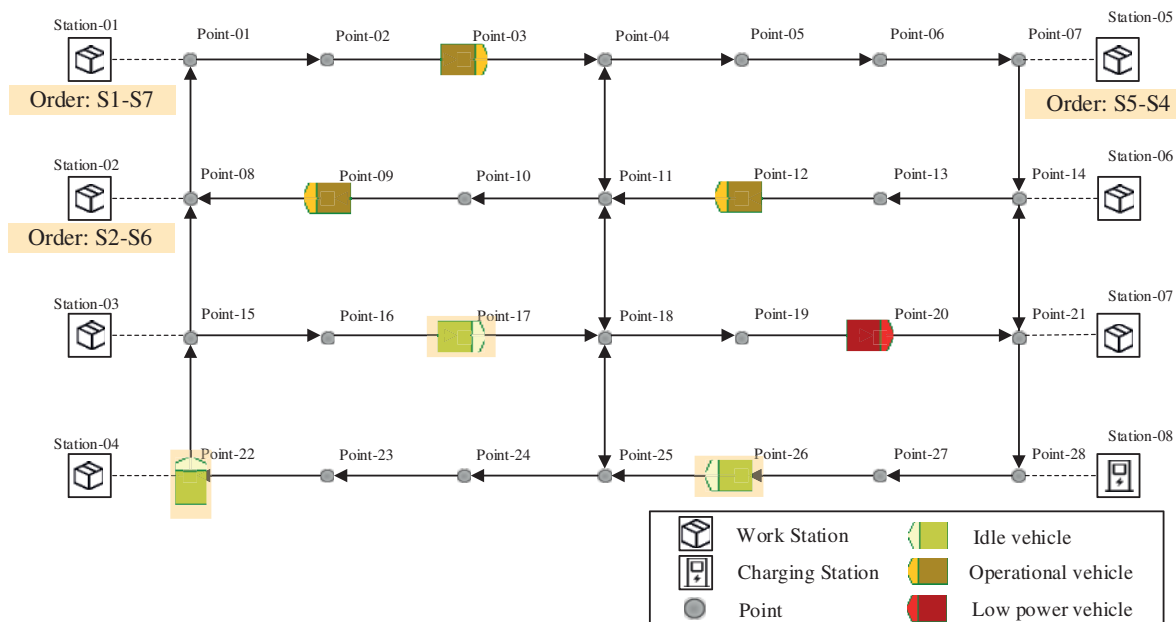 Station-01
Point-01
Point-02
Point-03
Point-04
Point-05
Point-06
Point-07
Station-05
Order: S1-S7
Order: S5-S4
Station-02
Point-08
Point-09
Point-10
Point-11
Point-12
Point-13
Point-14
Station-06
Order: S2-S6
Station-03
Point-15
Point-16
Point-17
Point-18
Point-19
Point-20
Point-21
Station-07
Station-04
Point-22
Point-23
Point-24
Point-25
Point-26
Point-27
Point-28
Station-08
Work Station
Idle vehicle
Charging Station
Operational vehicle
Point
Low power vehicle